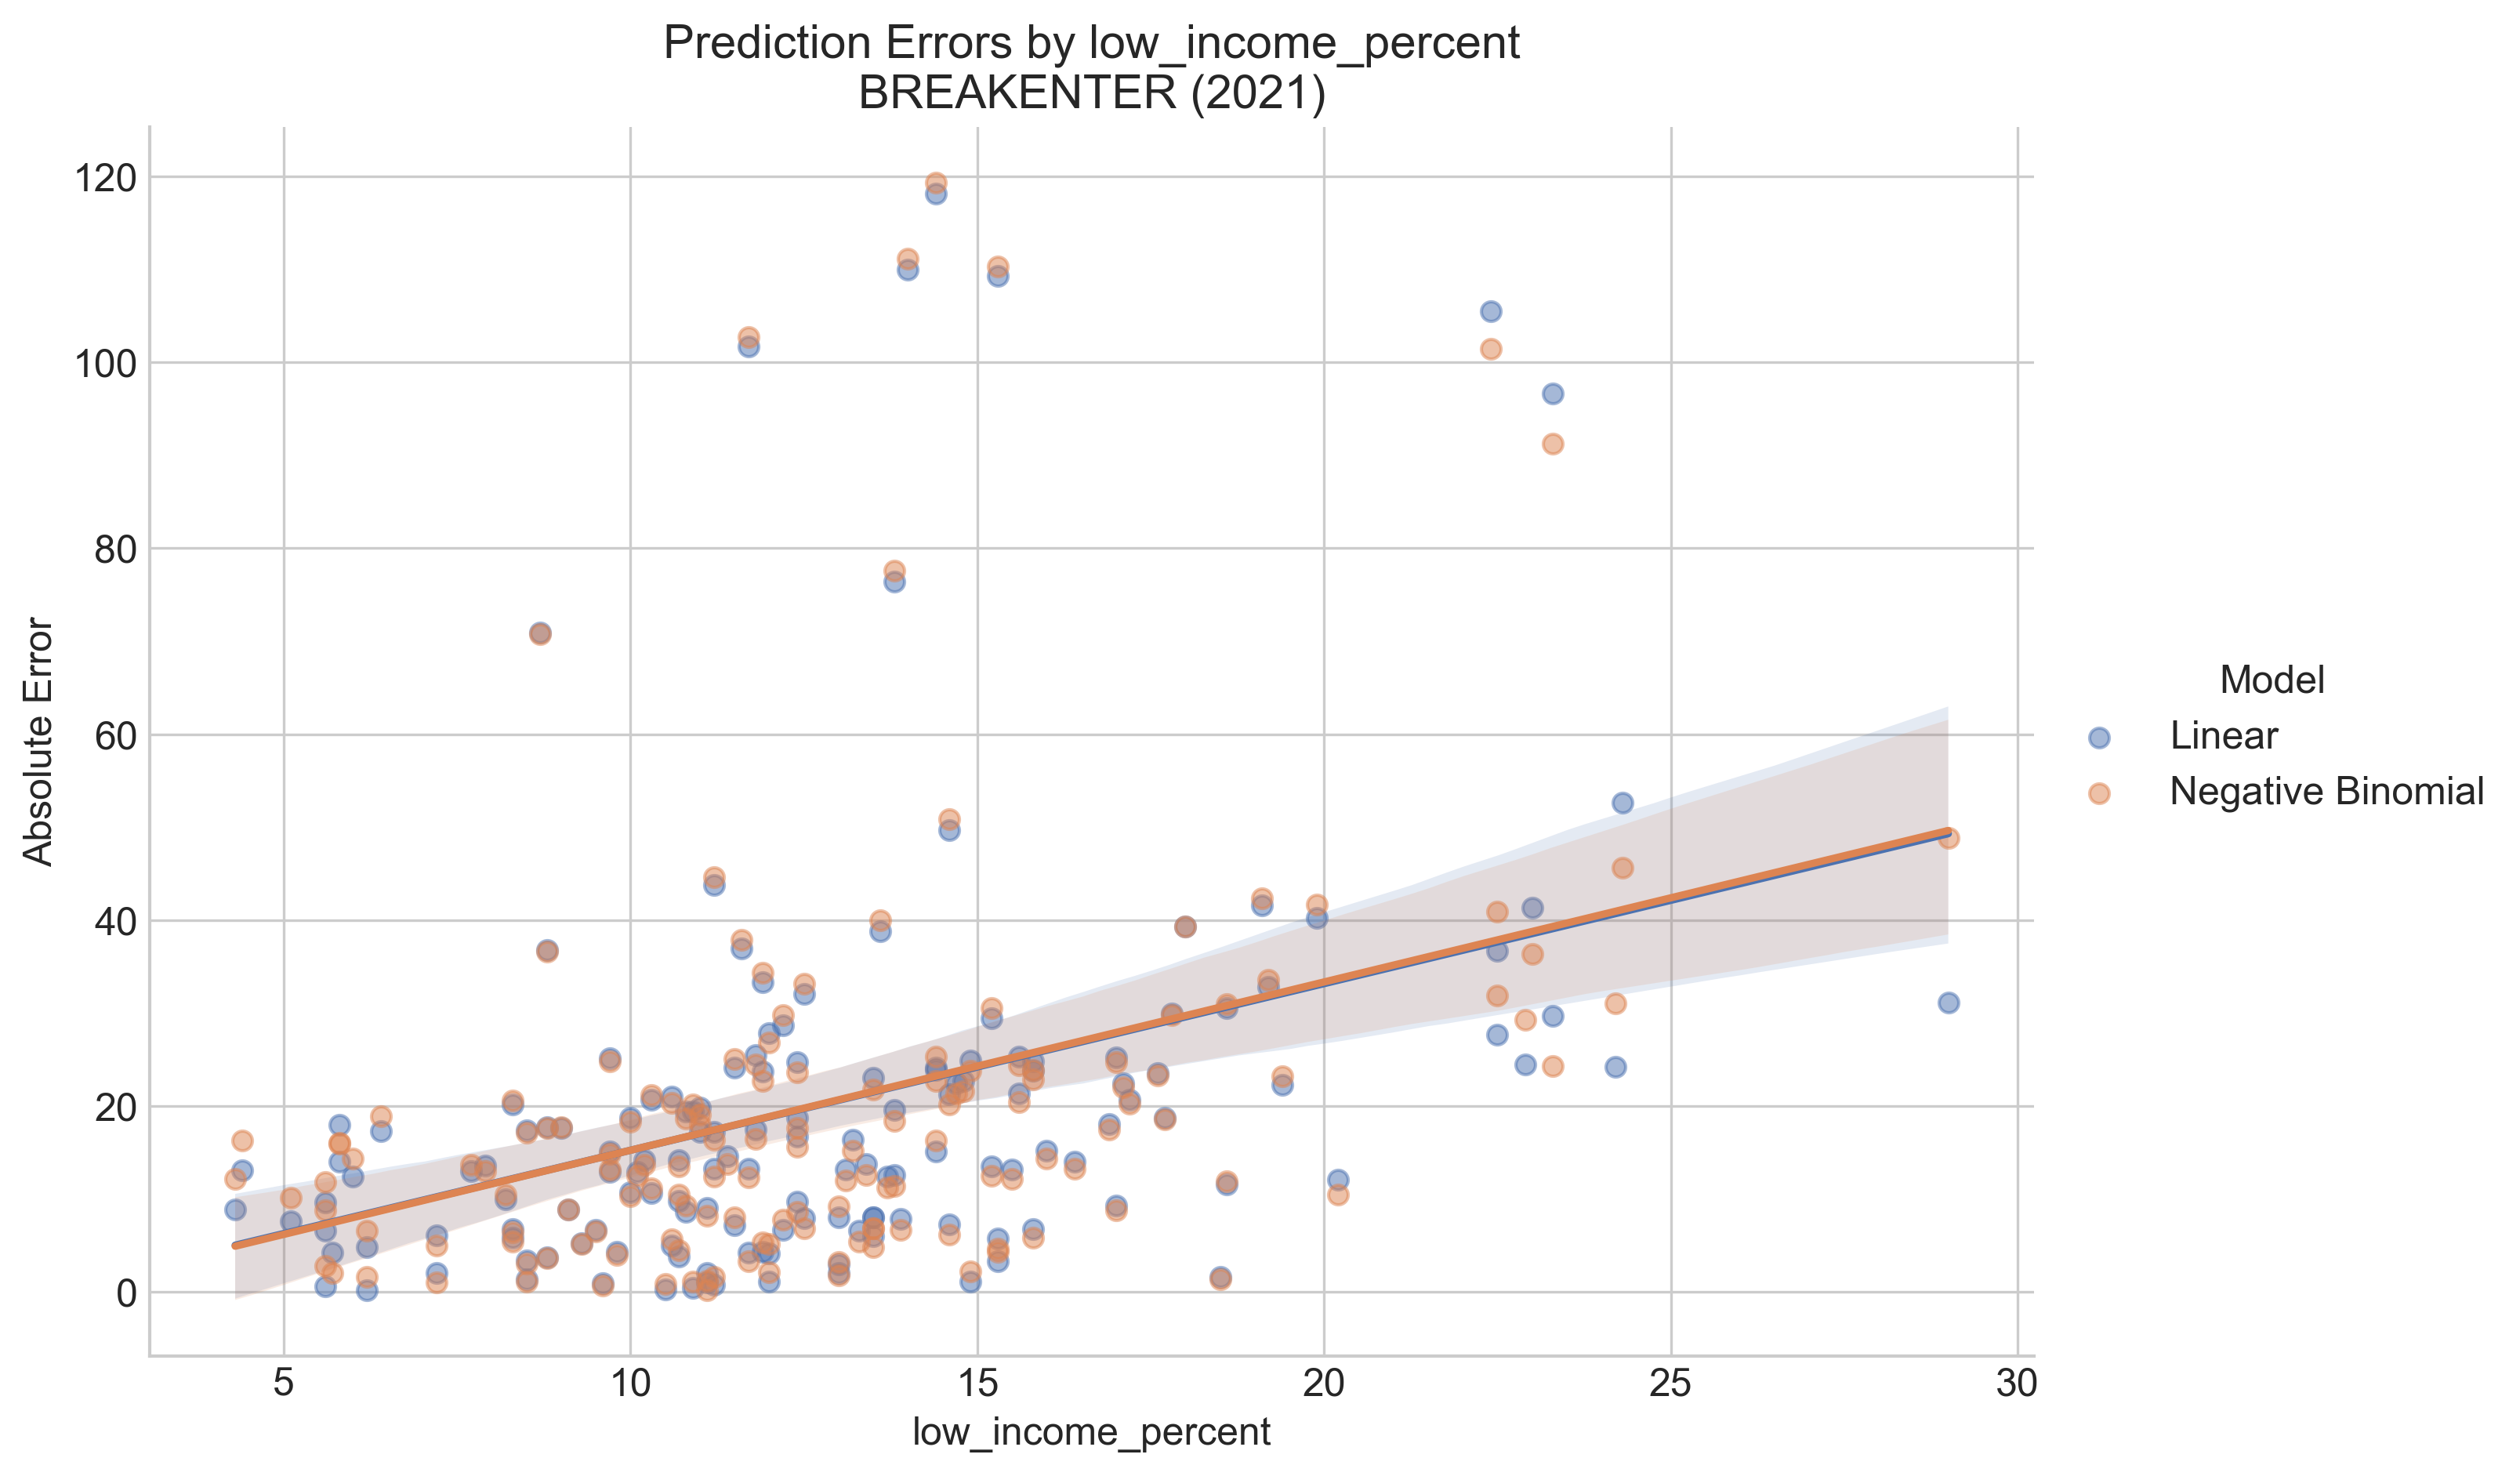 Prediction Errors by low_income_percent
BREAKENTER (2021)
120
100
80
60
40
20
0
Absolute Error
5 10 15 20 25 30
low_income_percent
Model
Linear
Negative Binomial